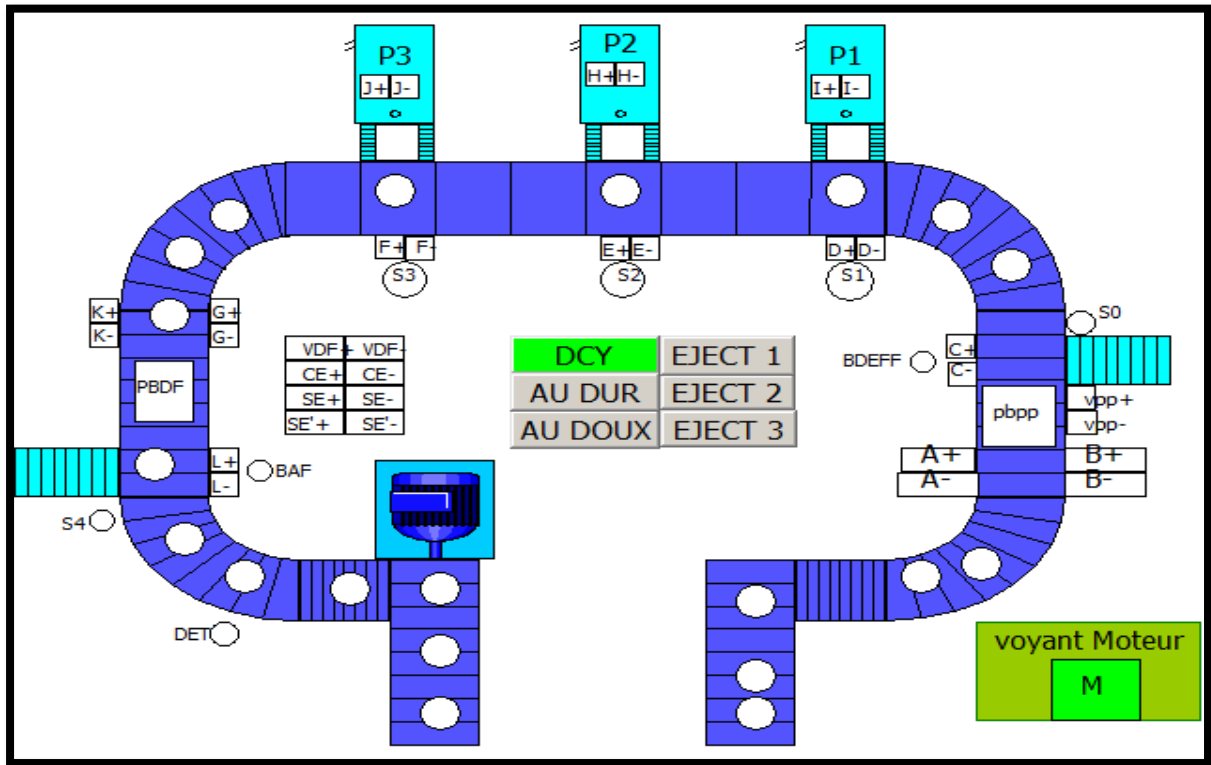 P3
J+ J-
P2
H+ H-
P1
I+ I-
F+ F-
S3
E+ E-
S2
D+ D-
S1
K+
K-
G+
G-
PBDF
VDF+ VDF-
CE+ CE-
SE+ SE-
SE'+ SE'-
DCY EJECT 1
AU DUR EJECT 2
AU DOUX EJECT 3
S0
BDEFF
C+
C-
pbpp
vpp+
vpp-
A+ B+
A- B-
L+
L-
BAF
S4
DET
voyant Moteur
M